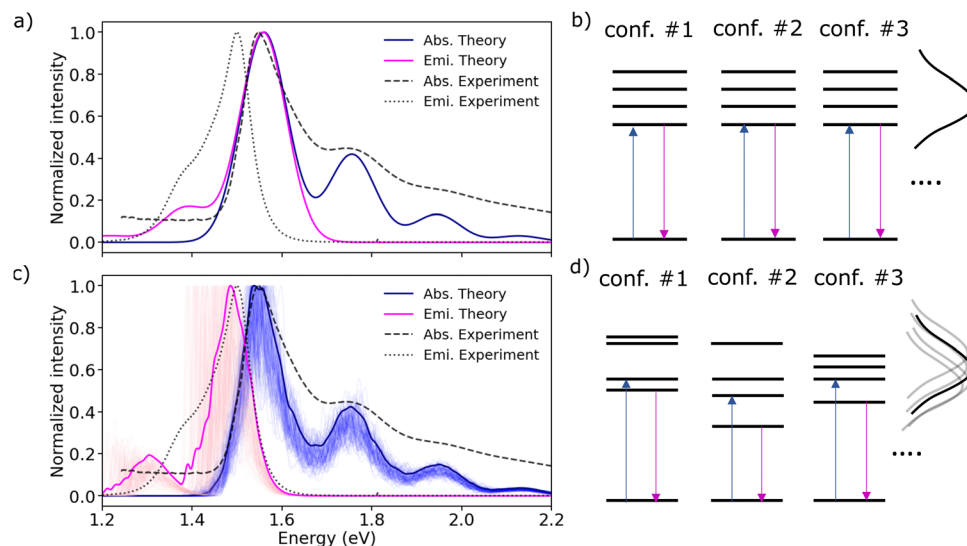 a)
Normalized intensity
1.0
0.8
0.6
0.4
0.2
0.0
Abs. Theory
Emi. Theory
Abs. Experiment
Emi. Experiment
b)
conf. #1 conf. #2 conf. #3
....
c)
Normalized intensity
1.0
0.8
0.6
0.4
0.2
0.0
Abs. Theory
Emi. Theory
Abs. Experiment
Emi. Experiment
1.2 1.4 1.6 1.8 2.0 2.2
Energy (eV)
d)
conf. #1 conf. #2 conf. #3
....